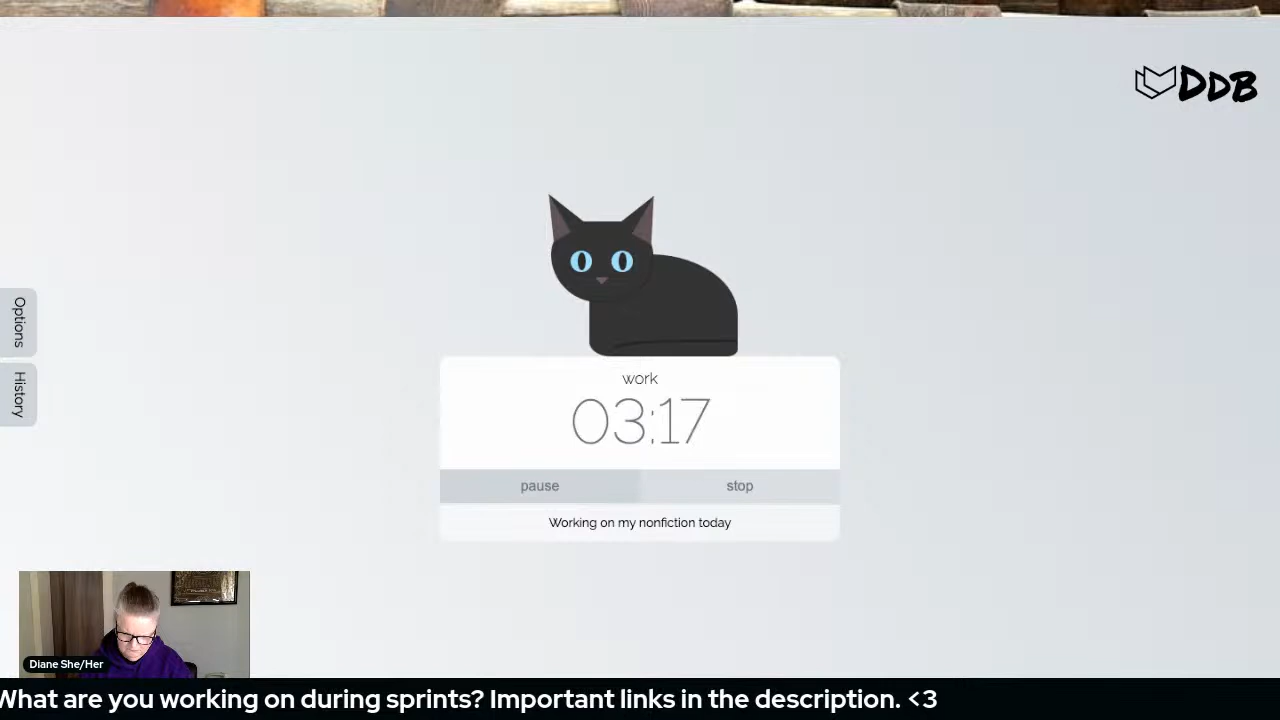 DDB
Options
History
work
03:17
pause
stop
Working on my nonfiction today
Diane She/Her
What are you working on during sprints? Important links in the description. <3